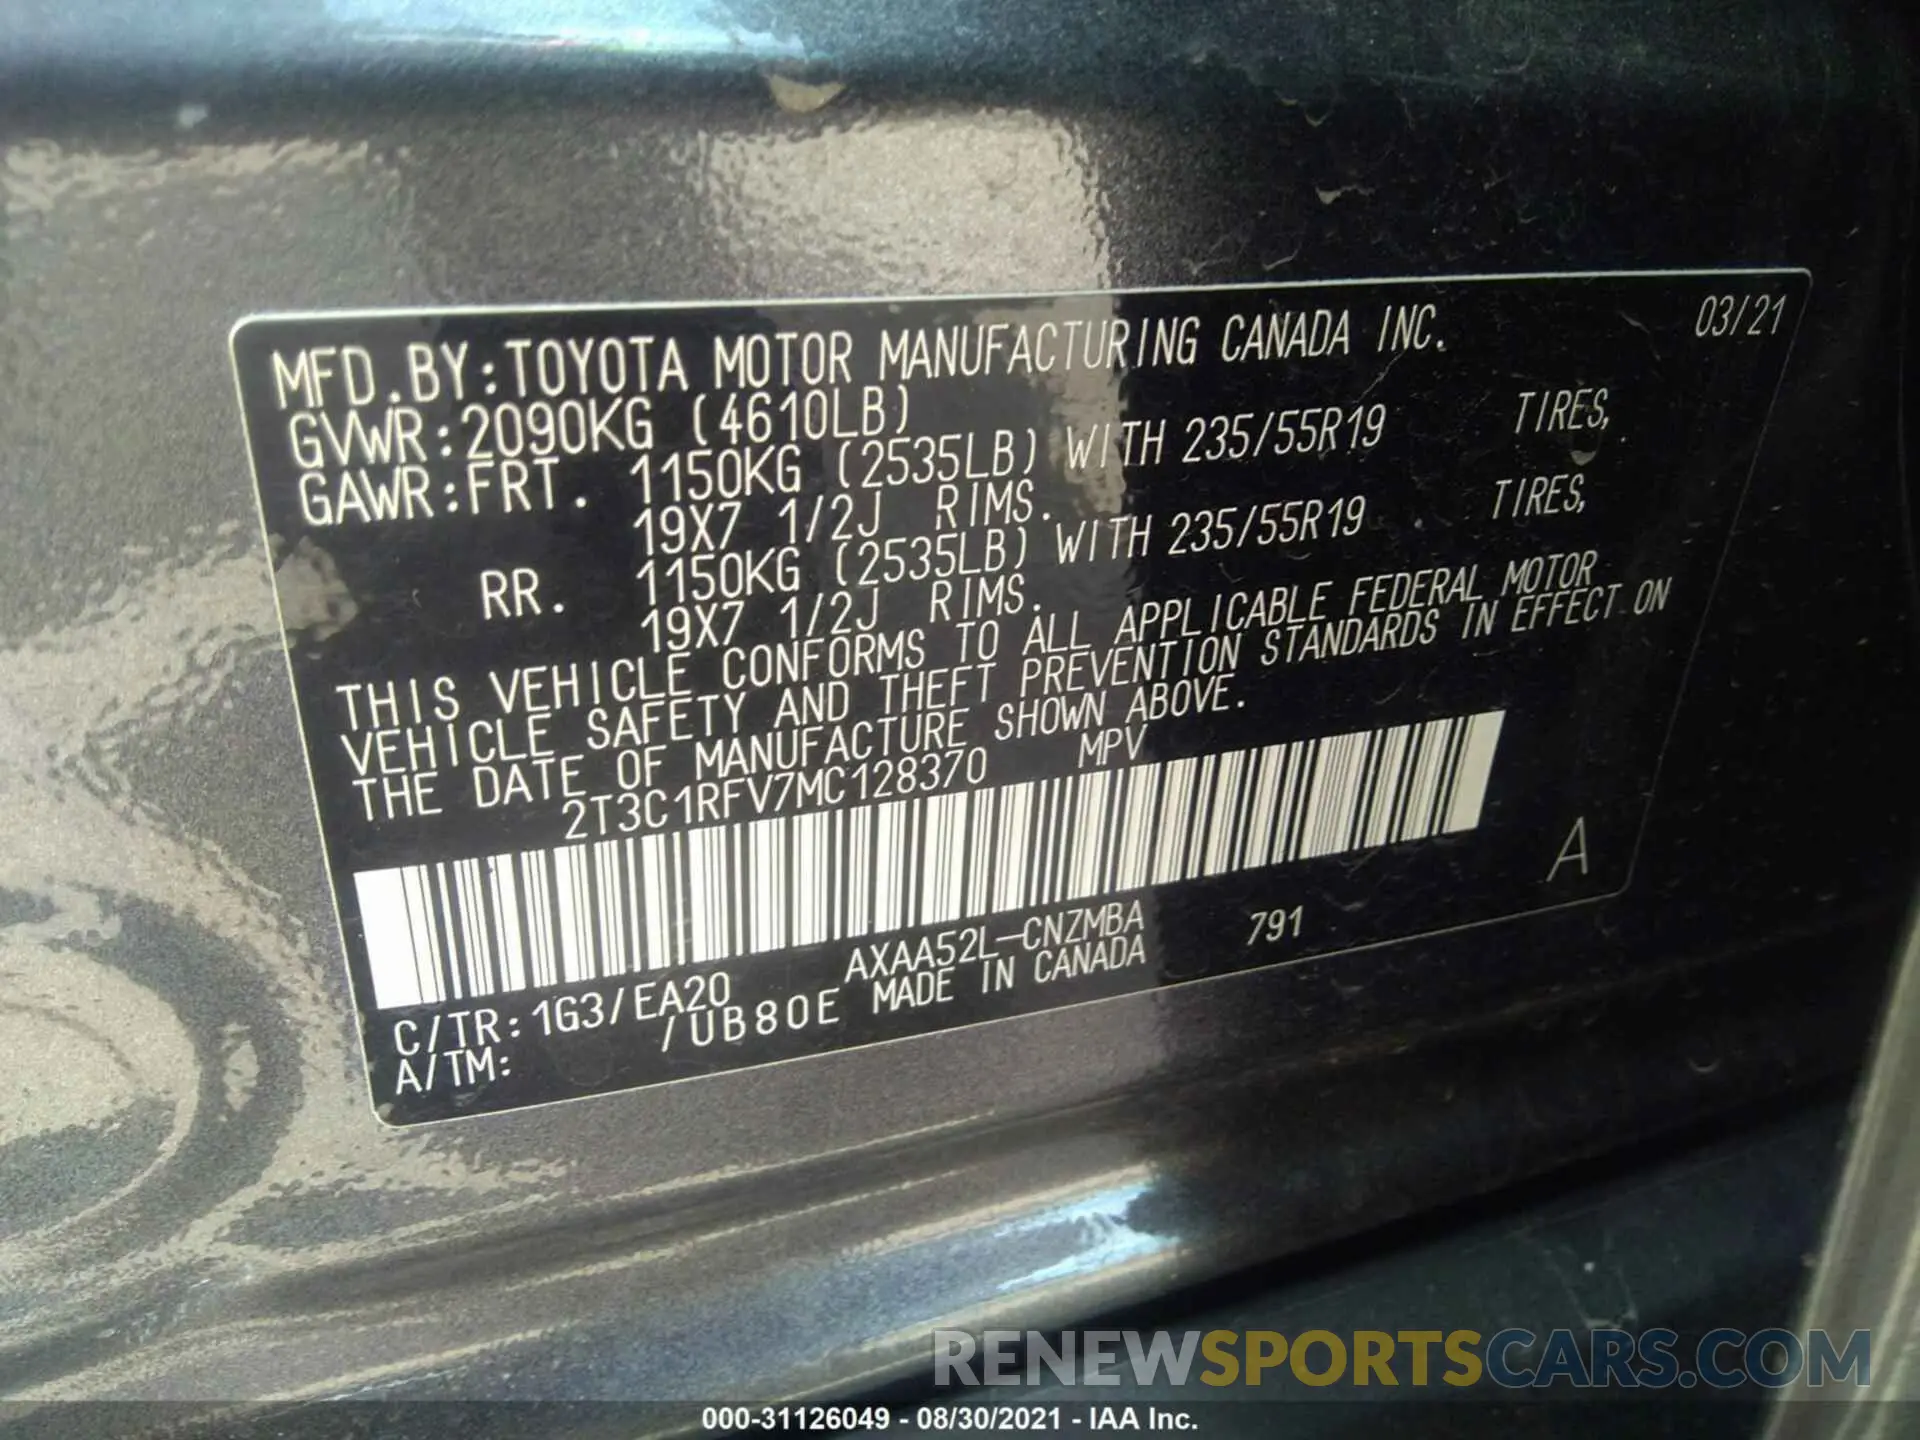 MFD.BY:TOYOTA MOTOR MANUFACTURING CANADA INC. 03/21
GVWR:2090KG (4610LB)
GAWR:FRT. 1150KG (2535LB) WITH 235/55R19 TIRES,
19X7 1/2J RIMS.
RR. 1150KG (2535LB) WITH 235/55R19 TIRES,
19X7 1/2J RIMS.
THIS VEHICLE CONFORMS TO ALL APPLICABLE FEDERAL MOTOR
VEHICLE SAFETY AND THEFT PREVENTION STANDARDS IN EFFECT ON
THE DATE OF MANUFACTURE SHOWN ABOVE.
2T3C1RFV7MC128370 MPV
A
C/TR:1G3/EA20 AXAA52L-CNZMBA 791
A/TM: /UB80E MADE IN CANADA
RENEWSPORTSCARS.COM
000-31126049 - 08/30/2021 - IAA Inc.